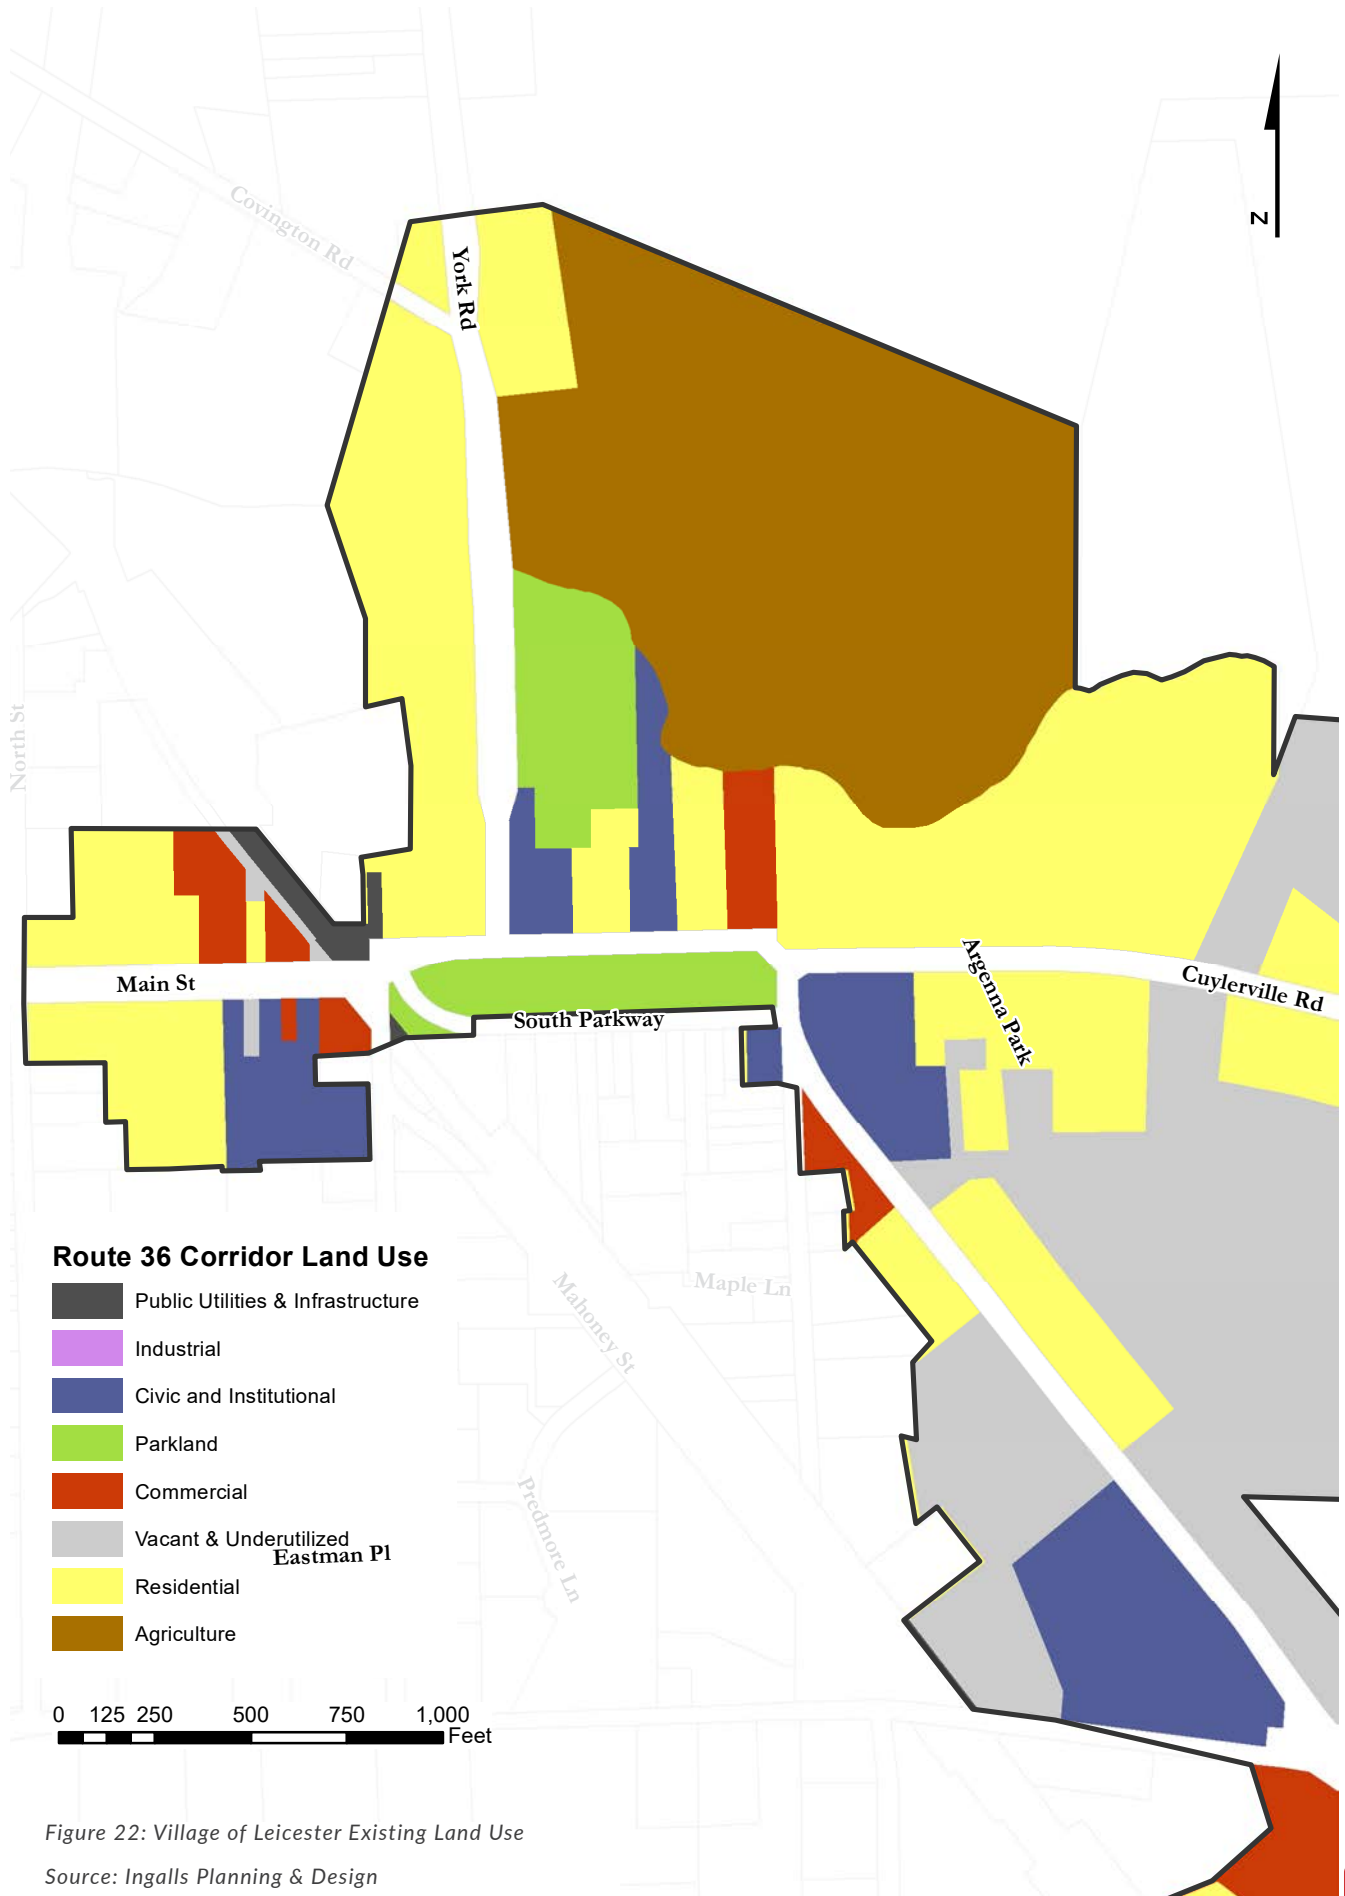 N
Covington Rd
York Rd
North St
Main St
South Parkway
Argenna Park
Cuylerville Rd
Maple Ln
Mahoney St
Predmore Ln
Route 36 Corridor Land Use
Public Utilities & Infrastructure
Industrial
Civic and Institutional
Parkland
Commercial
Vacant & Underutilized
Eastman Pl
Residential
Agriculture
0 125 250 500 750 1,000
Feet
Figure 22: Village of Leicester Existing Land Use
Source: Ingalls Planning & Design